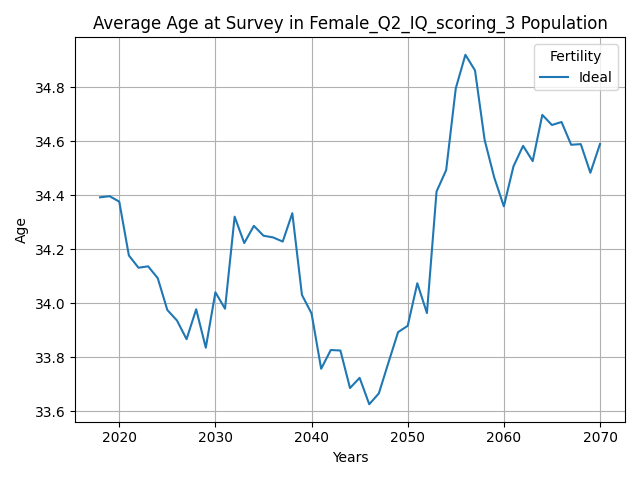 Average Age at Survey in Female_Q2_IQ_scoring_3 Population
Fertility
Ideal
34.8
34.6
34.4
34.2
34.0
33.8
33.6
Age
2020
2030
2040
2050
2060
2070
Years